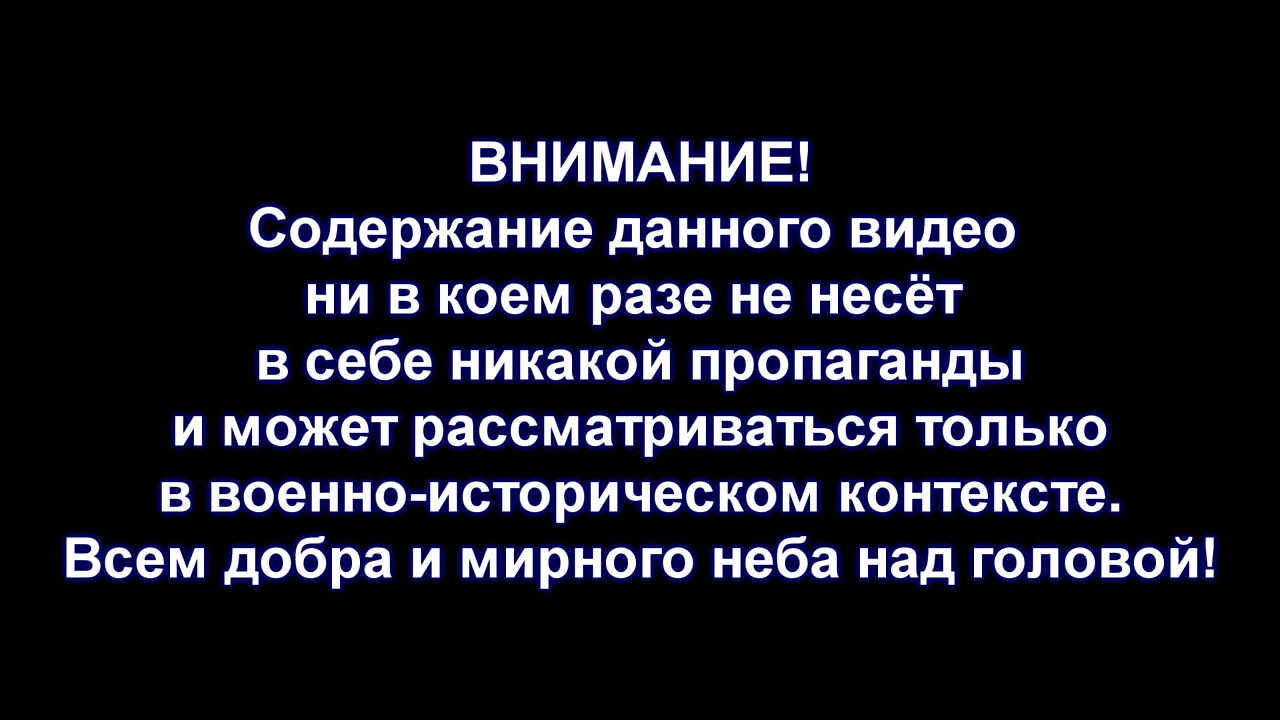 ВНИМАНИЕ!
Содержание данного видео
ни в коем разе не несёт
в себе никакой пропаганды
и может рассматриваться только
в военно-историческом контексте.
Всем добра и мирного неба над головой!